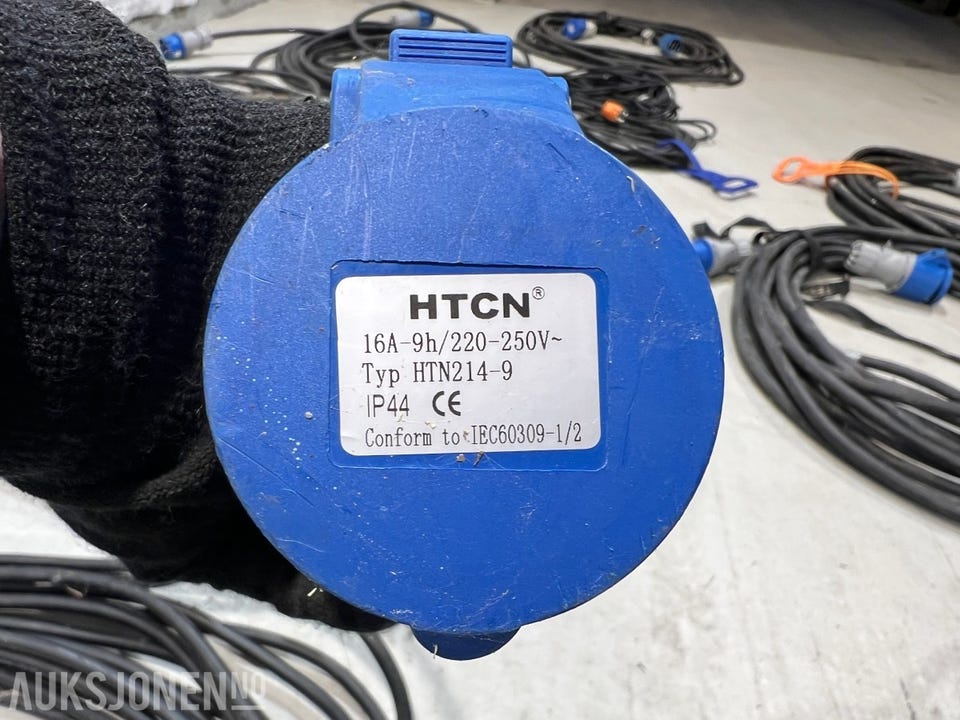 HTCN®
16A-9h/220-250V~
Typ HTN214-9
IP44 CE
Conform to IEC60309-1/2
AUKSJONEN.NO